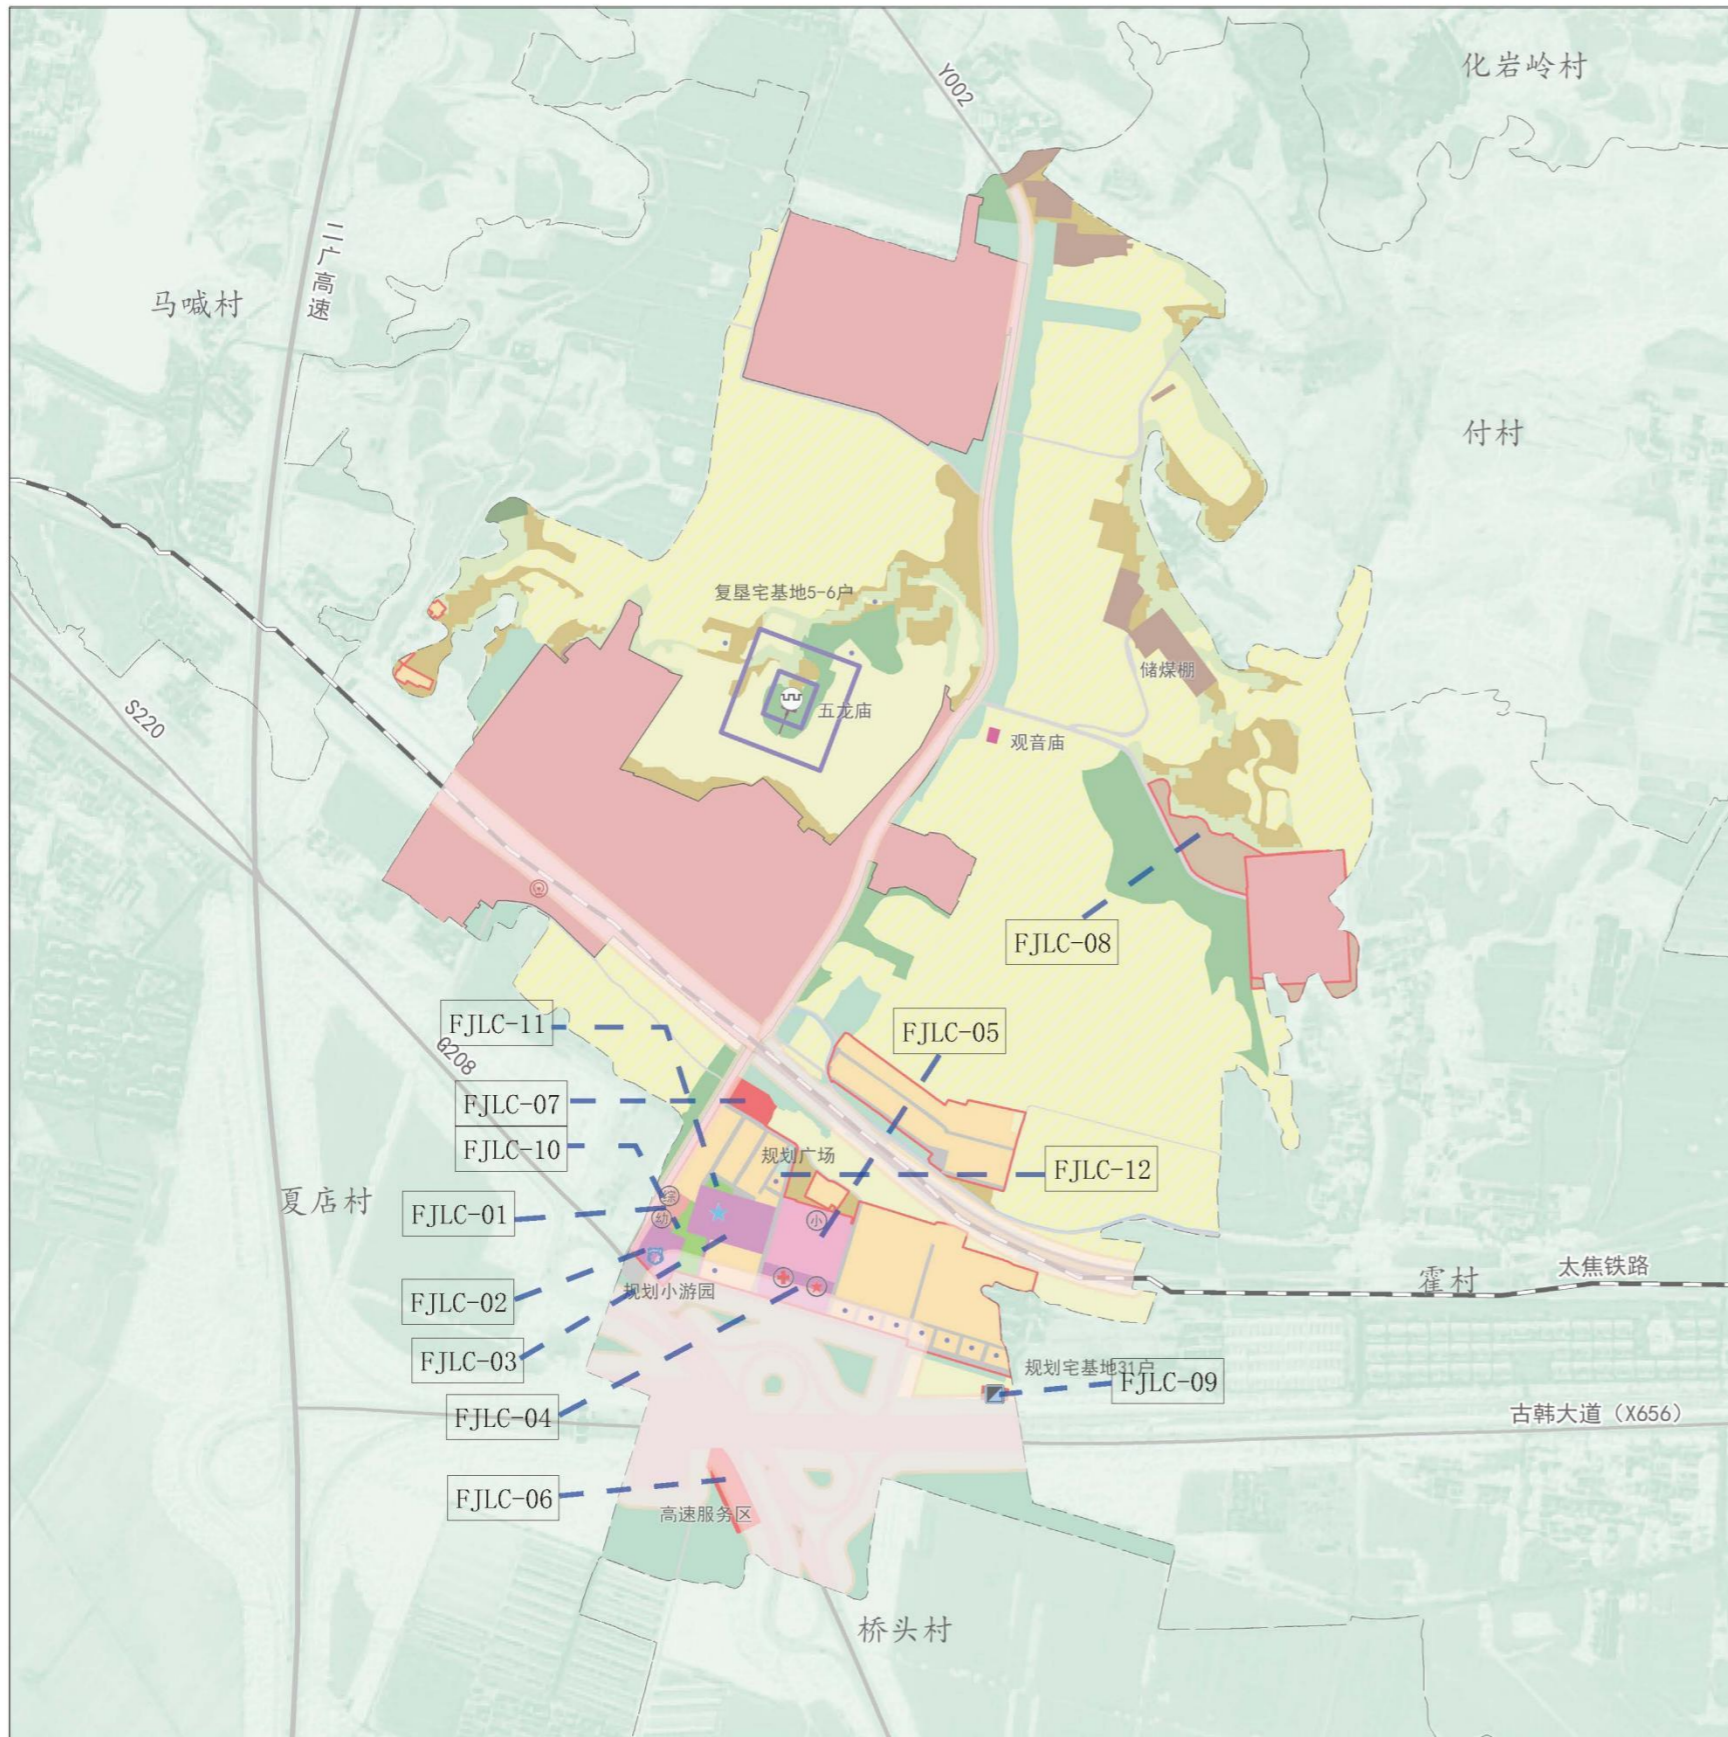 化岩岭村
Y002
二广高速
马喊村
付村
复垦宅基地5-6户
储煤棚
S220
五龙庙
观音庙
FJLC-08
FJLC-11
FJLC-05
G208
FJLC-07
FJLC-10
规划广场
FJLC-12
夏店村
综
FJLC-01
幼
小
太焦铁路
霍村
FJLC-02
规划小游园
FJLC-03
规划宅基地31户
FJLC-09
FJLC-04
古韩大道（X656）
FJLC-06
高速服务区
桥头村